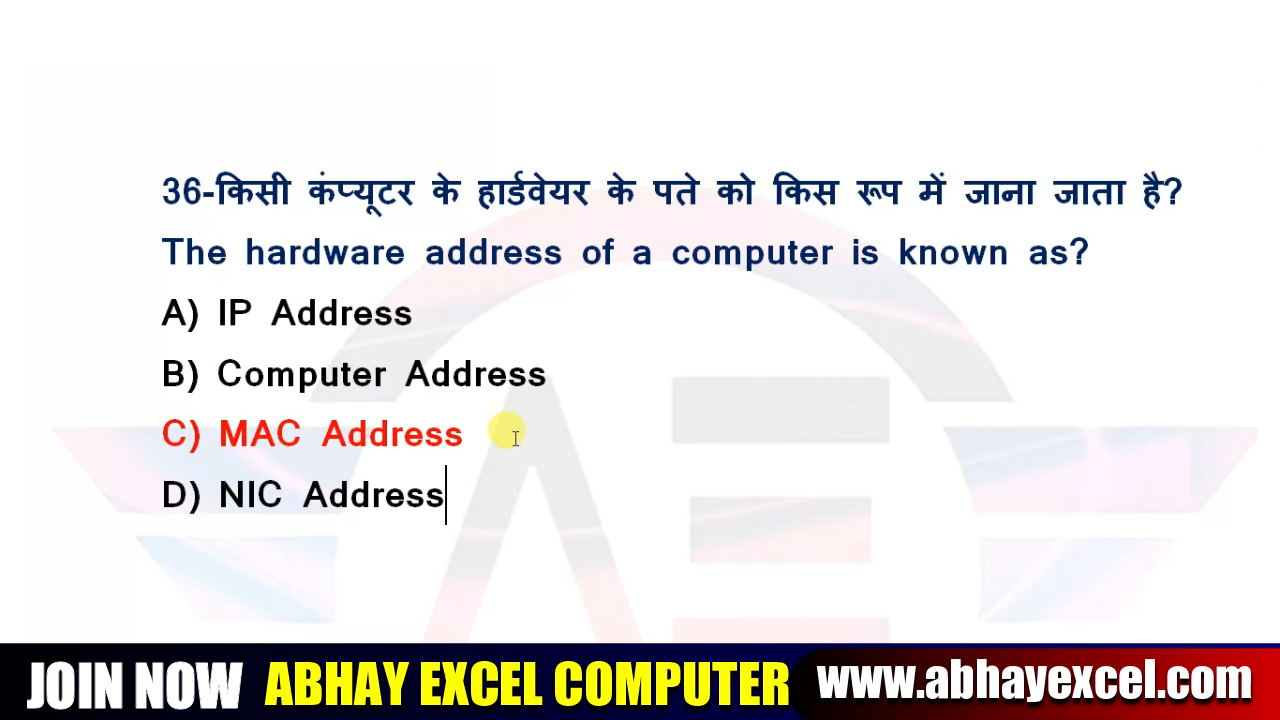 36-किसी कंप्यूटर के हार्डवेयर के पते को किस रूप में जाना जाता है?
The hardware address of a computer is known as?
A) IP Address
B) Computer Address
C) MAC Address
D) NIC Address
JOIN NOW ABHAY EXCEL COMPUTER www.abhayexcel.com